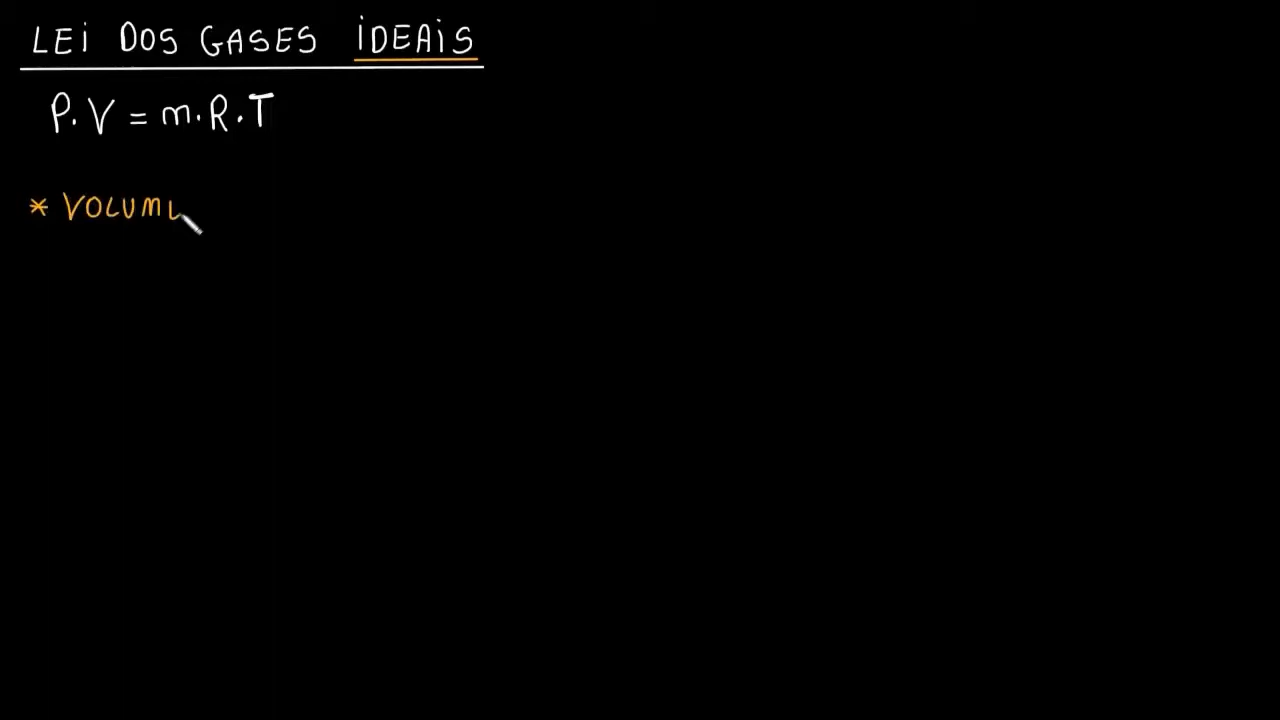 LEI DOS GASES IDEAIS
P.V = m.R.T
* VOLUM